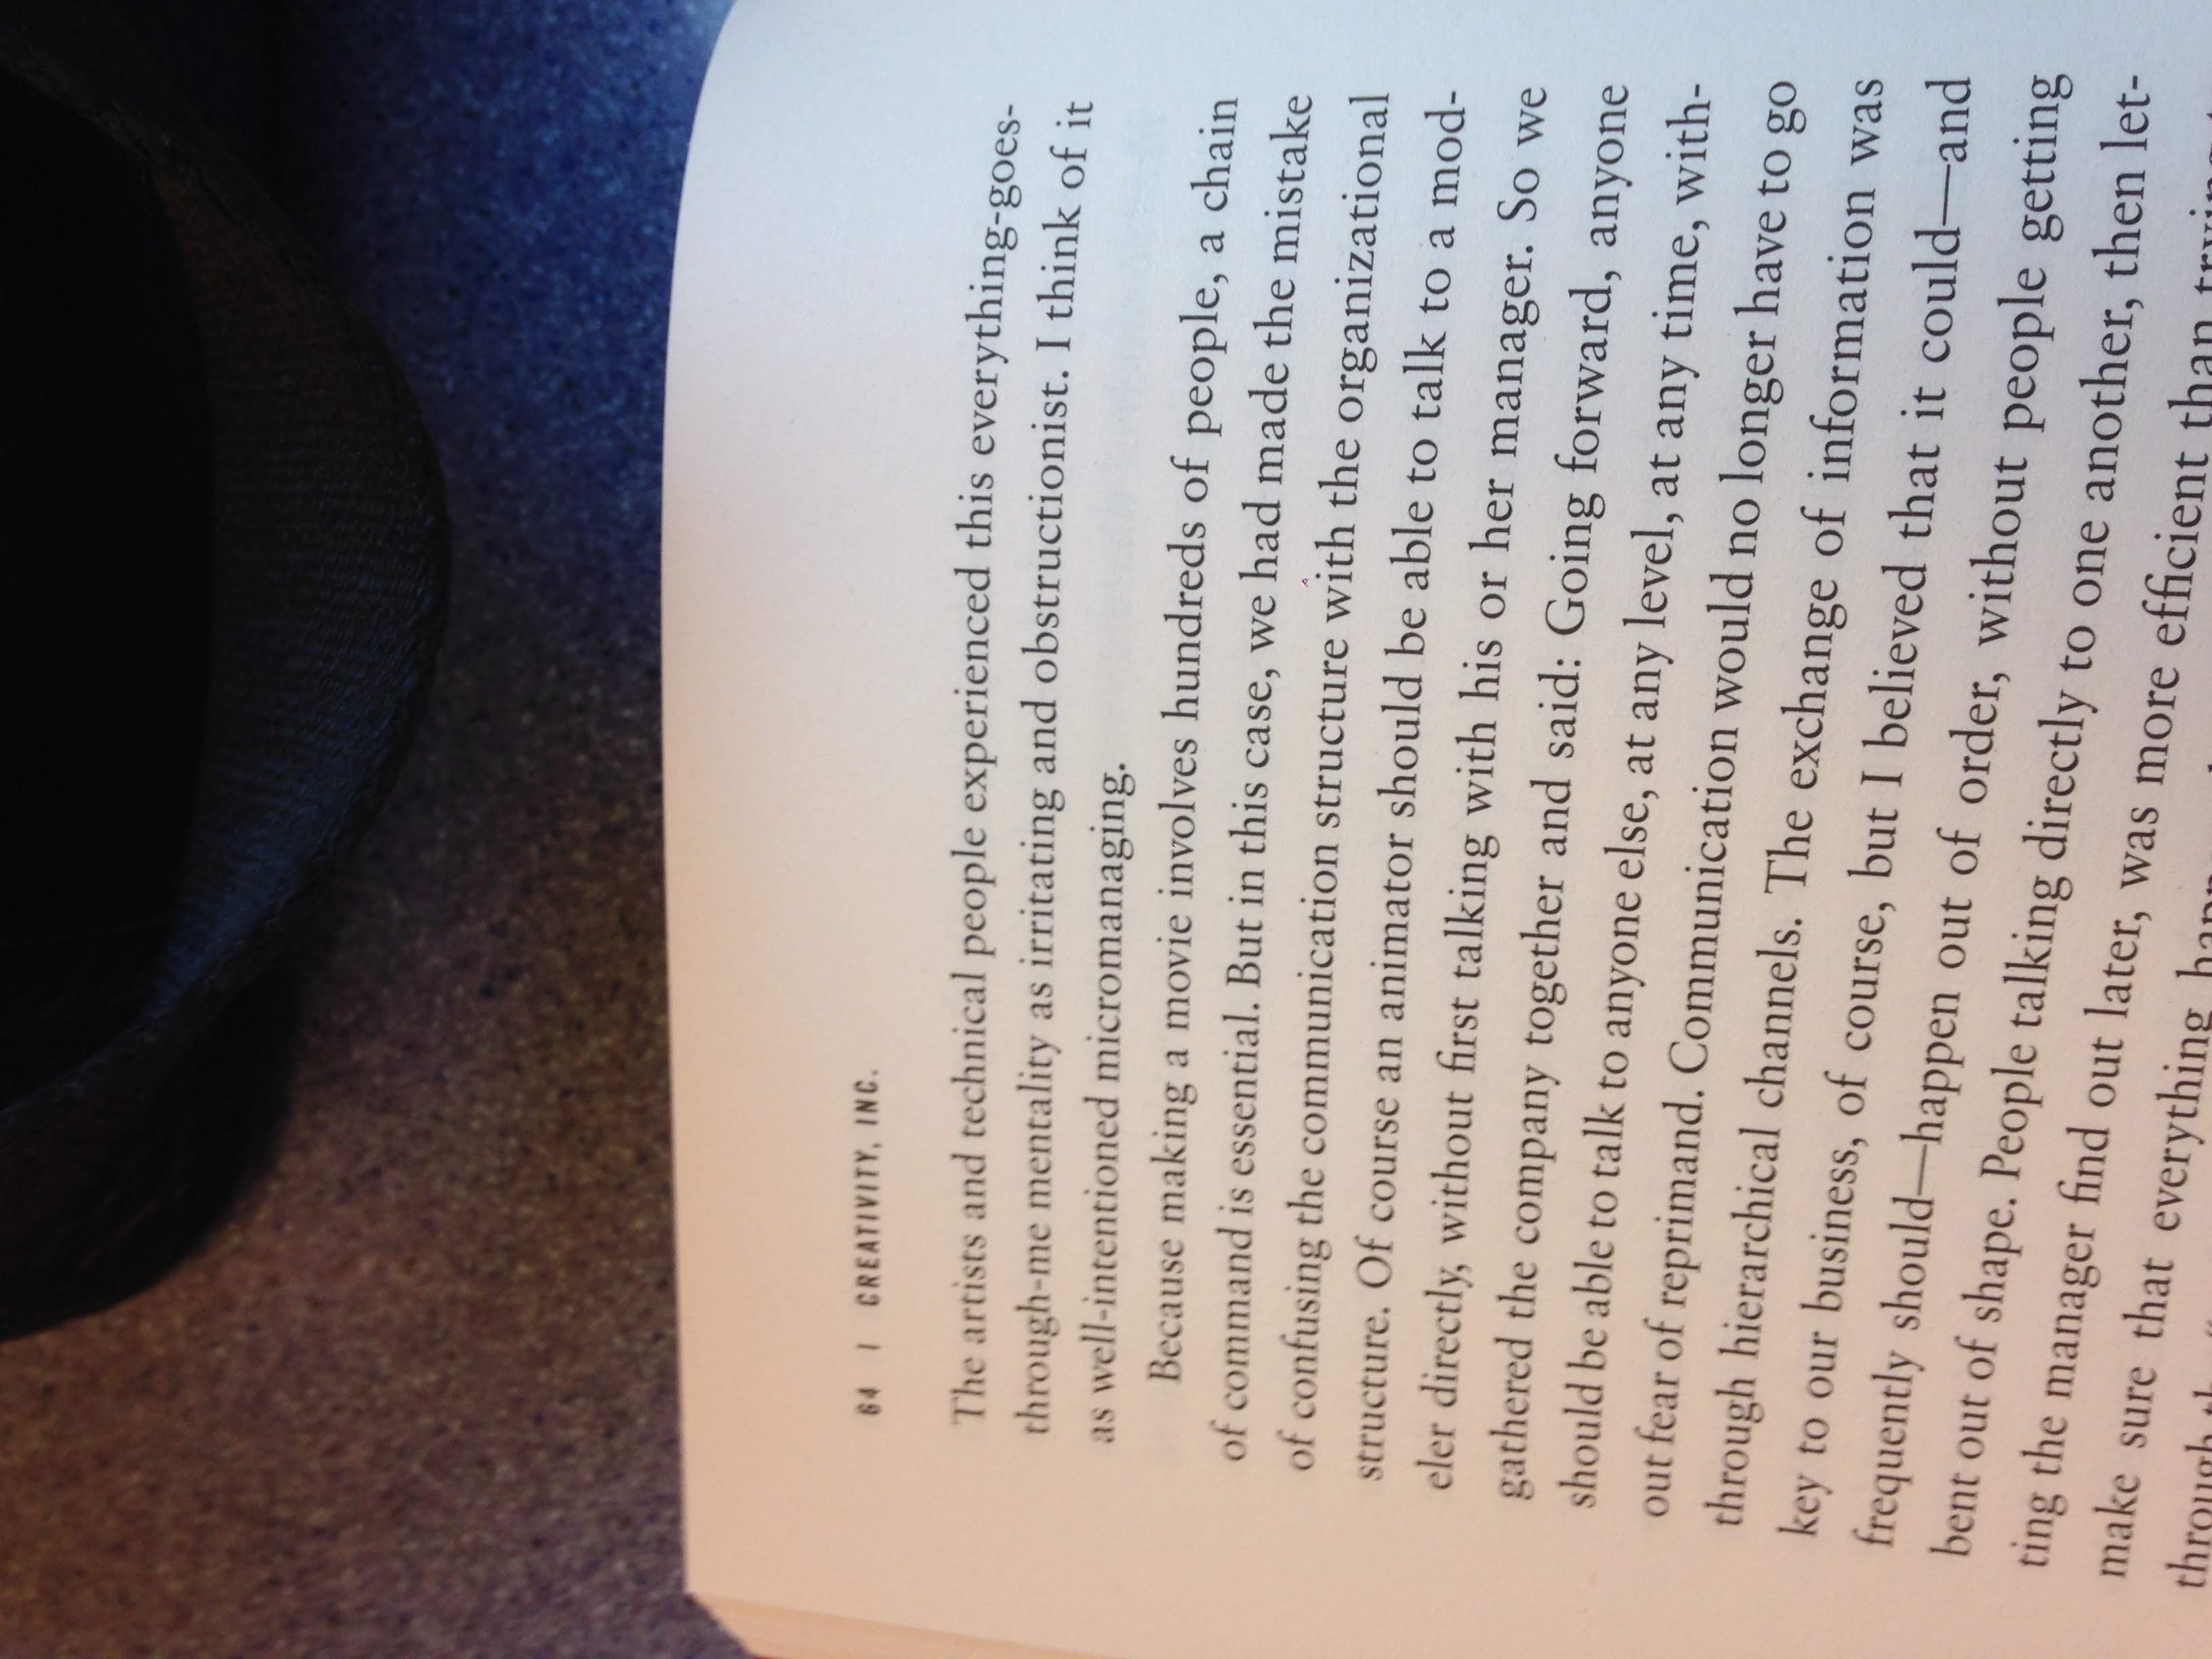 64 | CREATIVITY, INC.
The artists and technical people experienced this everything-goes-
through-me mentality as irritating and obstructionist. I think of it
as well-intentioned micromanaging.
Because making a movie involves hundreds of people, a chain
of command is essential. But in this case, we had made the mistake
of confusing the communication structure with the organizational
structure. Of course an animator should be able to talk to a mod-
eler directly, without first talking with his or her manager. So we
gathered the company together and said: Going forward, anyone
should be able to talk to anyone else, at any level, at any time, with-
out fear of reprimand. Communication would no longer have to go
through hierarchical channels. The exchange of information was
key to our business, of course, but I believed that it could—and
frequently should—happen out of order, without people getting
bent out of shape. People talking directly to one another, then let-
ting the manager find out later, was more efficient than trying
make sure that everything
through